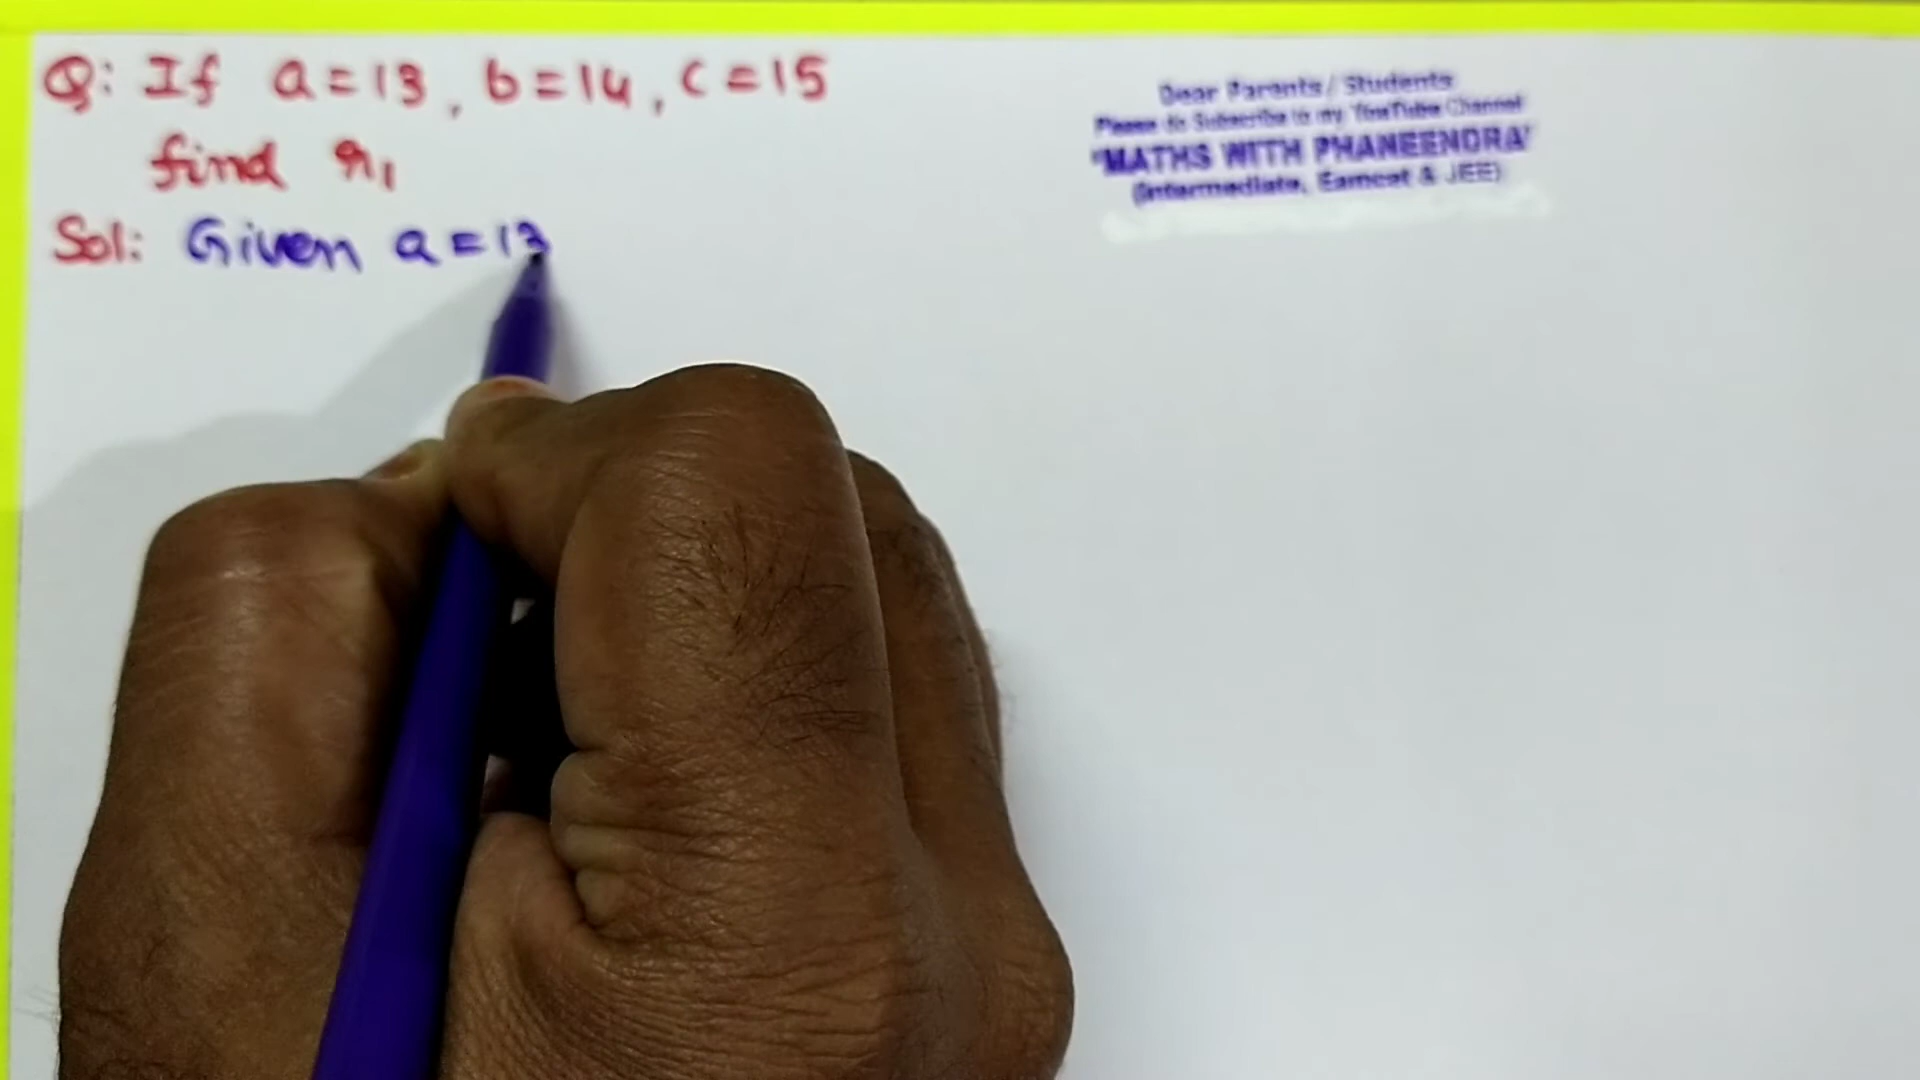 Q: If a=13, b=14, c=15
find r₁
Sol: Given a=13
Dear Parents / Students
Please do Subscribe to my YouTube Channel
"MATHS WITH PHANEENDRA"
(Intermediate, Eamcet & JEE)